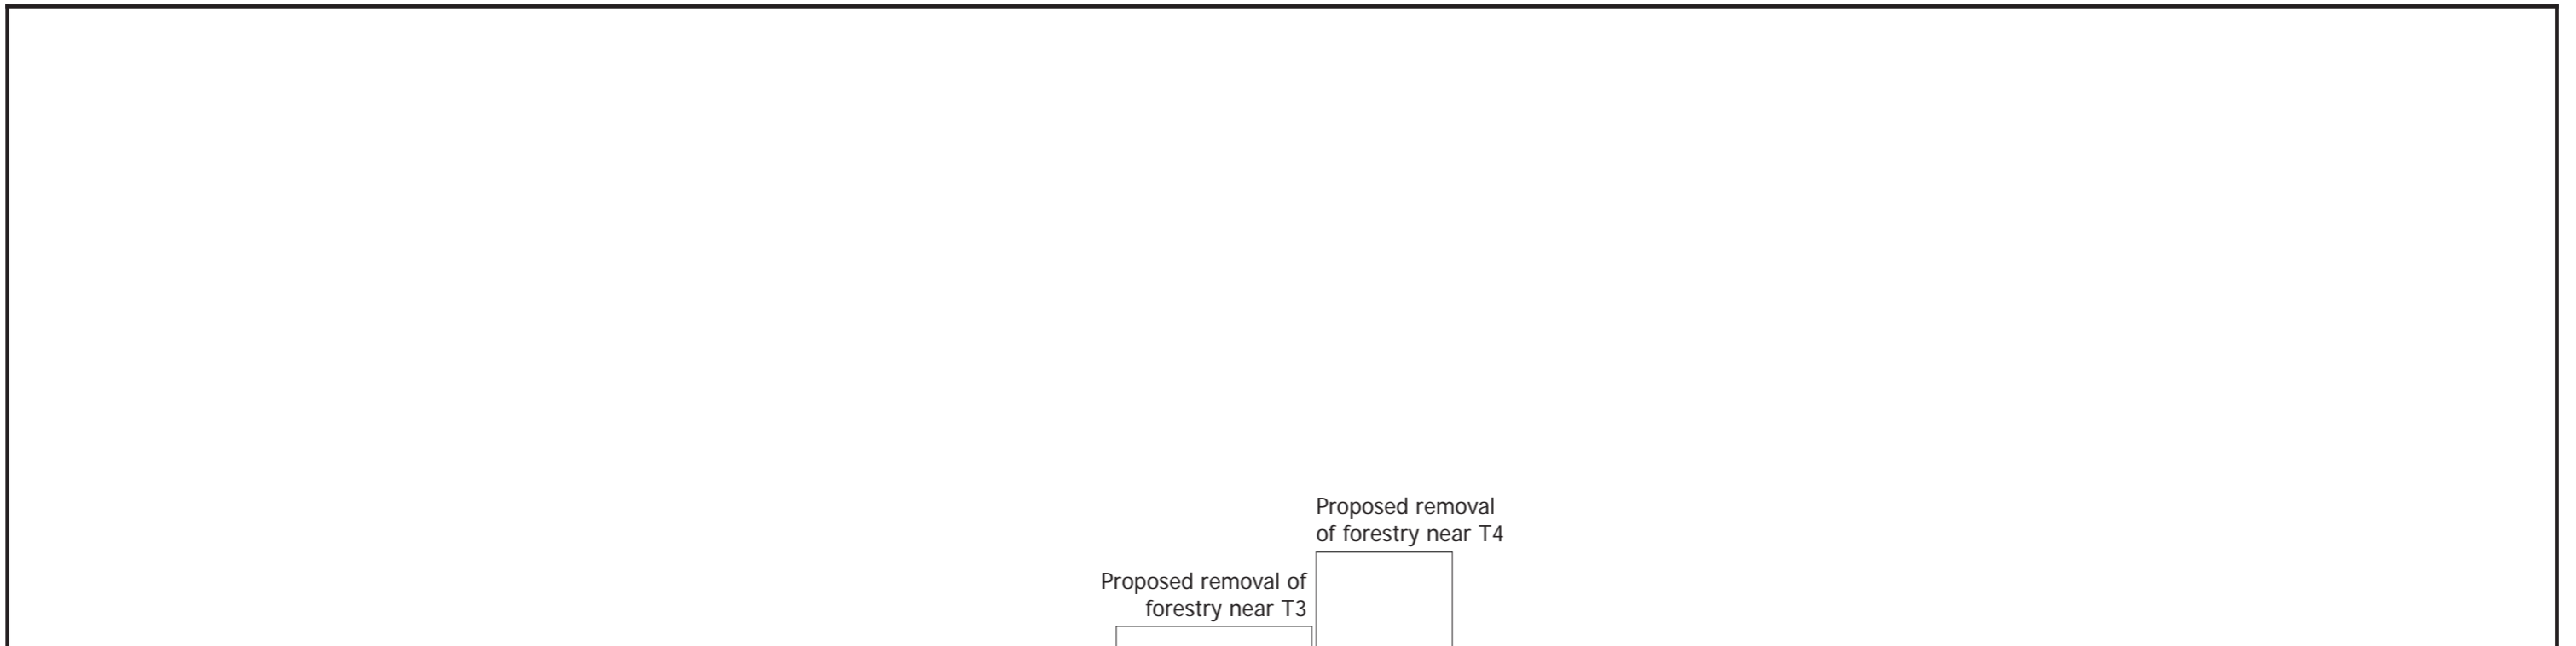 Proposed removal
of forestry near T4
Proposed removal of
forestry near T3